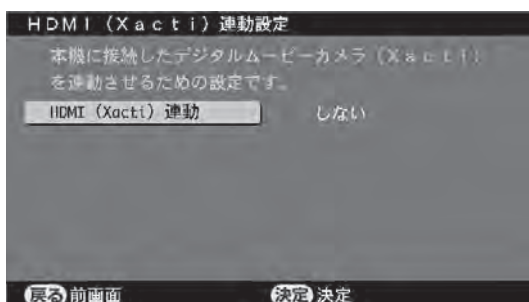 HDMI(Xacti)連動設定
本機に接続したデジタルムービーカメラ(Xacti)
を連動させるための設定です。
HDMI (Xacti) 連動 しない
戻る 前画面 決定 決定